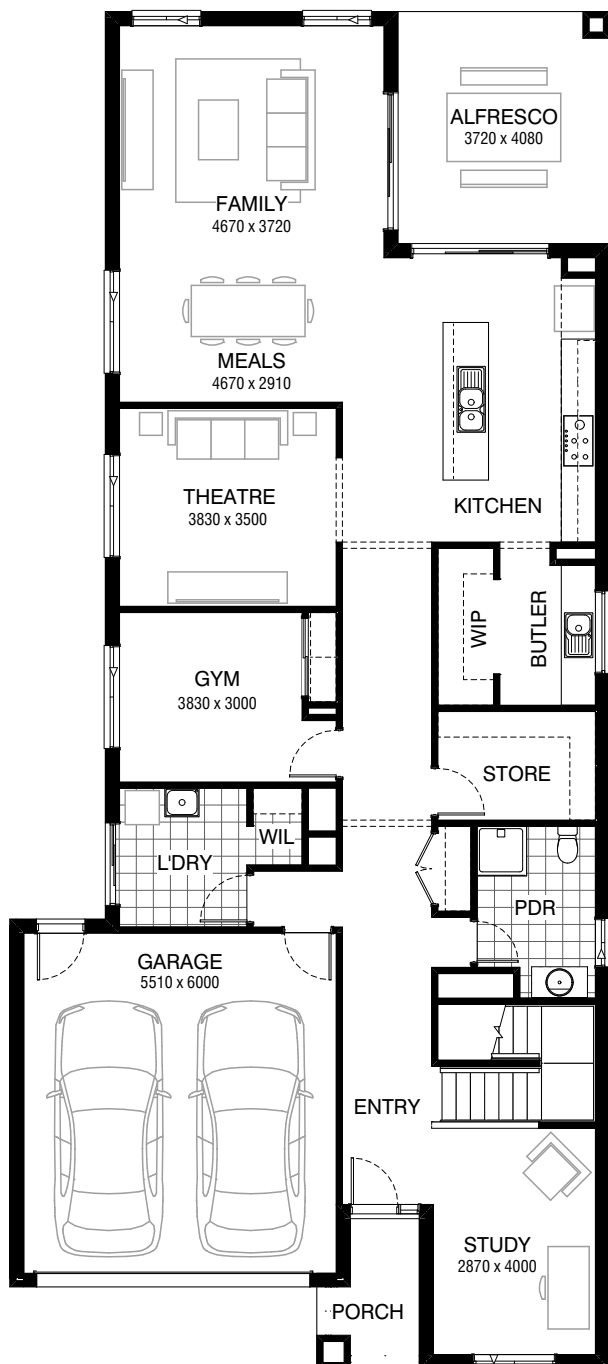 ALFRESCO
3720 x 4080
FAMILY
4670 x 3720
MEALS
4670 x 2910
THEATRE
3830 x 3500
KITCHEN
WIP
BUTLER
GYM
3830 x 3000
STORE
WIL
L'DRY
PDR
GARAGE
5510 x 6000
ENTRY
STUDY
2870 x 4000
PORCH